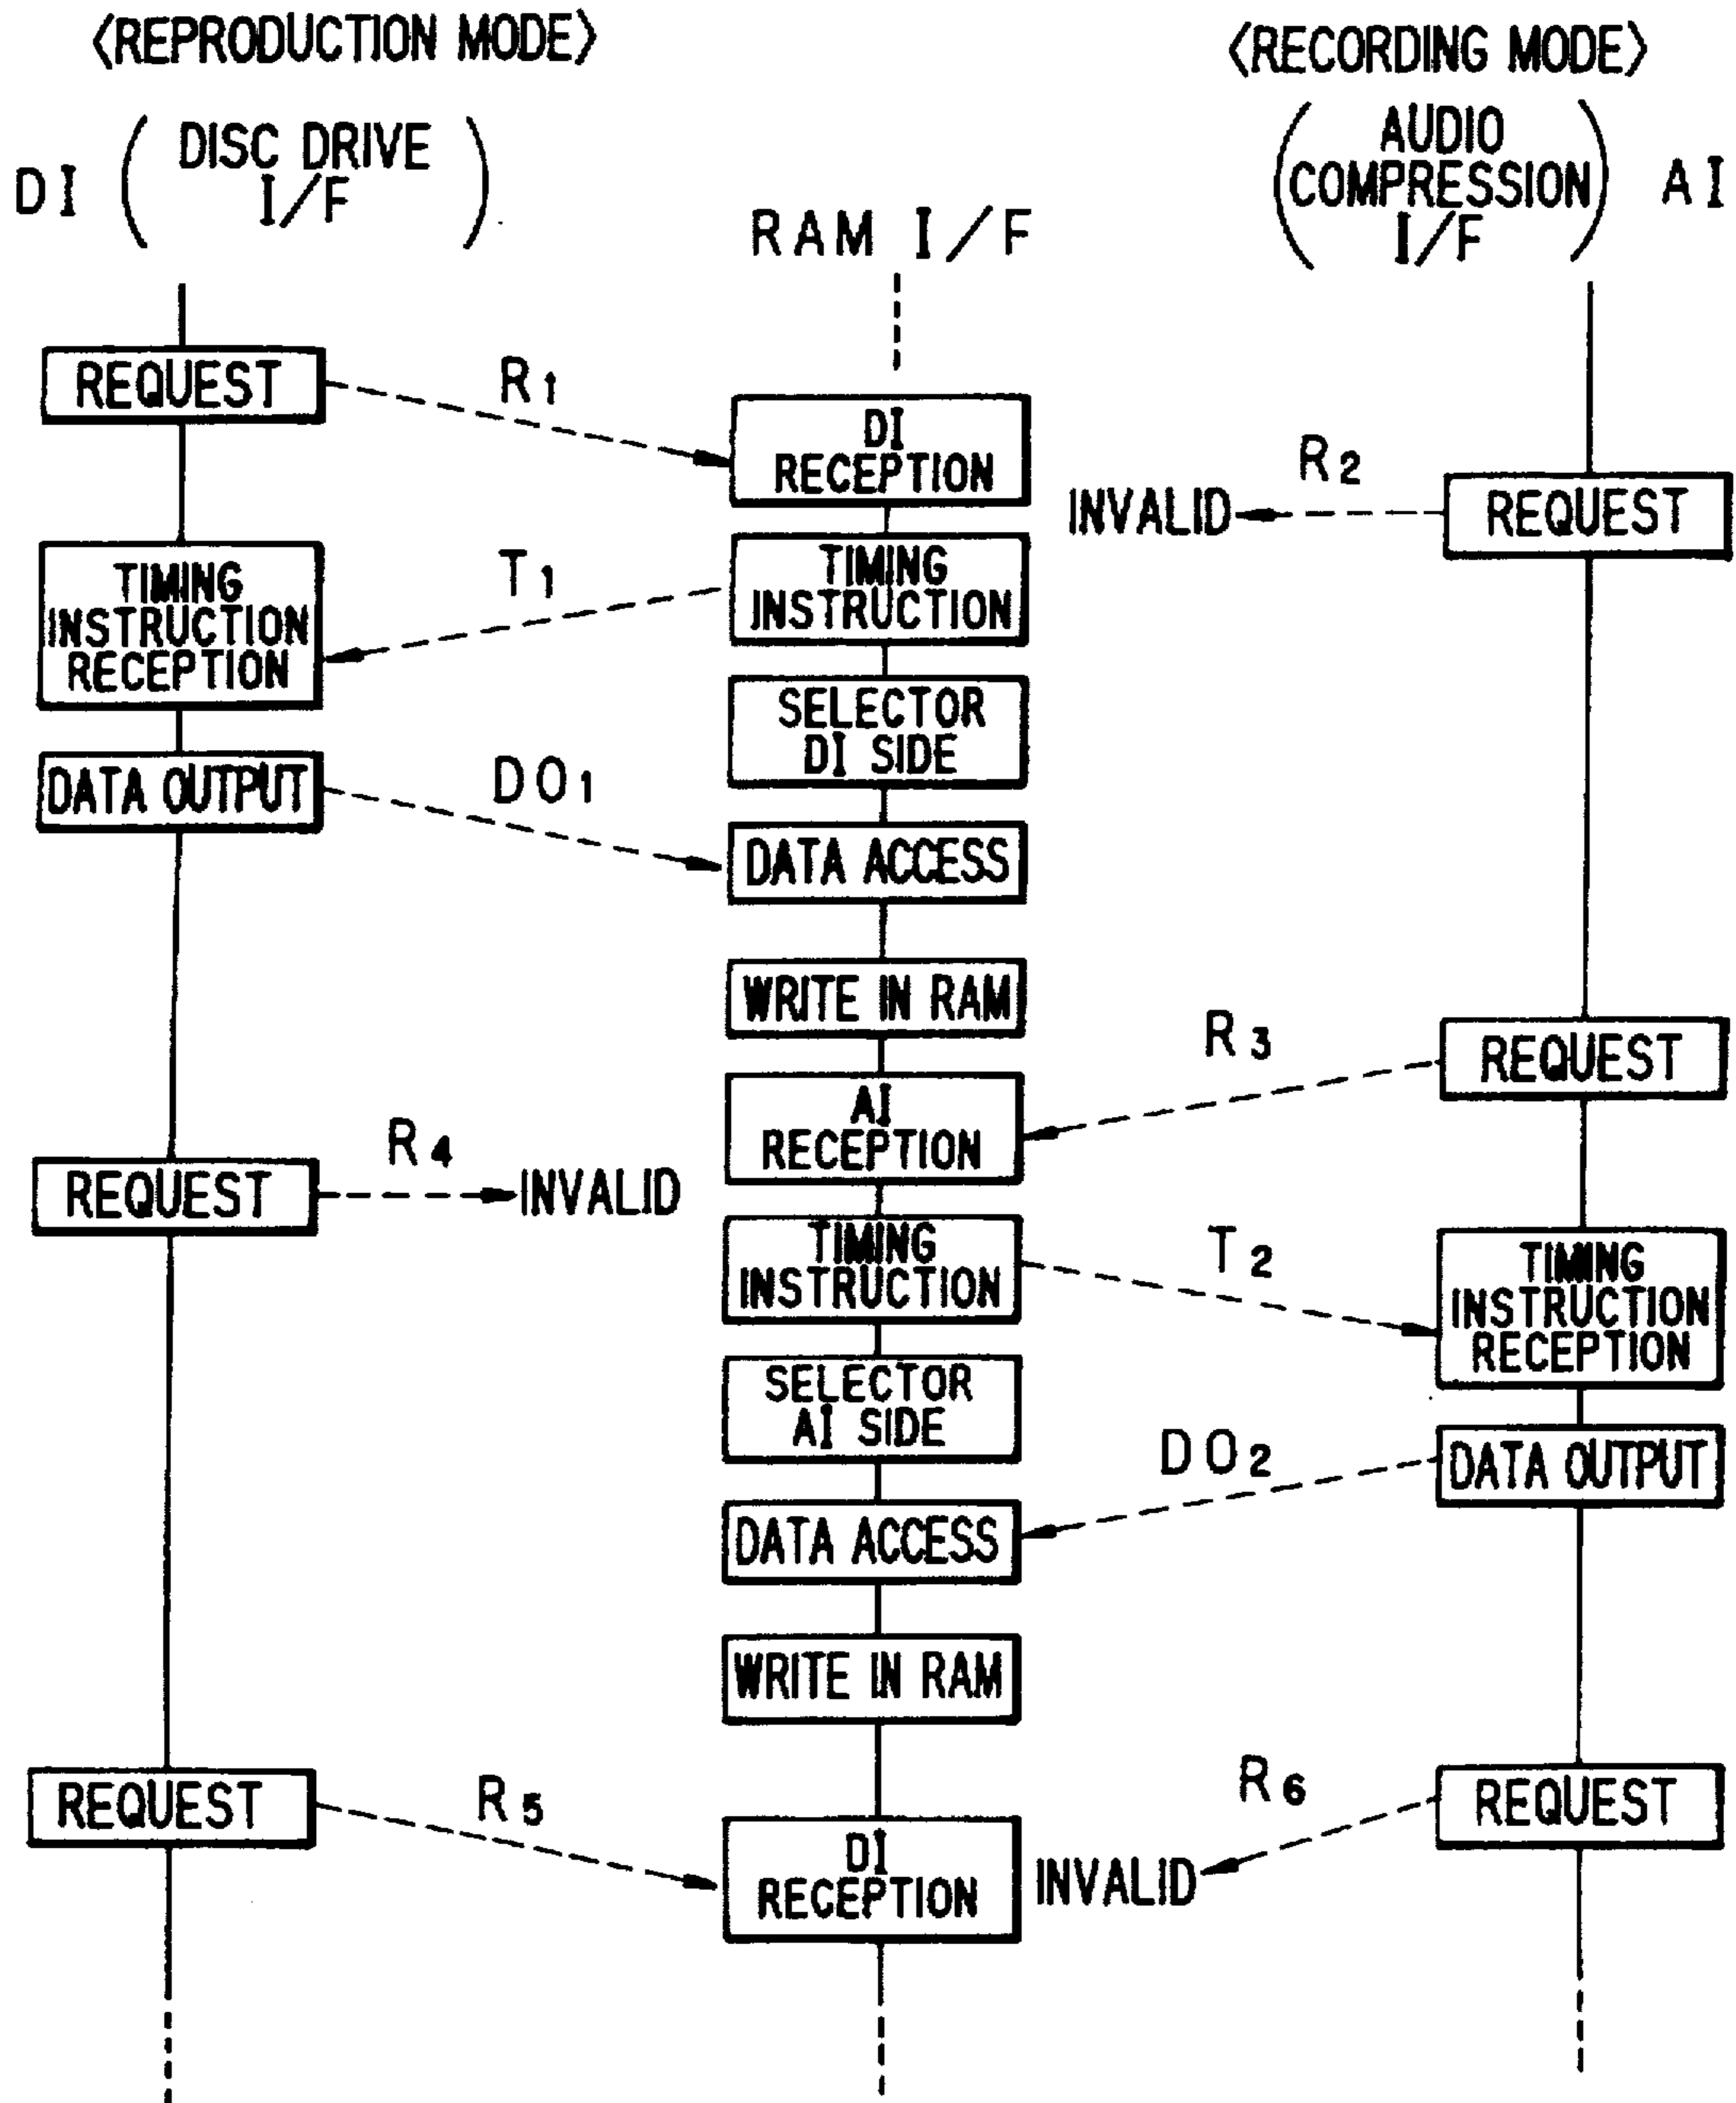 <REPRODUCTION MODE>
<RECORDING MODE>
DI ( DISC DRIVE
I/F )
( AUDIO
COMPRESSION
I/F ) AI
RAM I/F
REQUEST
R1
DI
RECEPTION
R2
INVALID
REQUEST
TIMING
INSTRUCTION
RECEPTION
T1
TIMING
INSTRUCTION
SELECTOR
DI SIDE
DATA OUTPUT
DO1
DATA ACCESS
WRITE IN RAM
R3
REQUEST
AI
RECEPTION
REQUEST
R4
INVALID
TIMING
INSTRUCTION
T2
TIMING
INSTRUCTION
RECEPTION
SELECTOR
AI SIDE
DO2
DATA OUTPUT
DATA ACCESS
WRITE IN RAM
REQUEST
R5
DI
RECEPTION
R6
INVALID
REQUEST